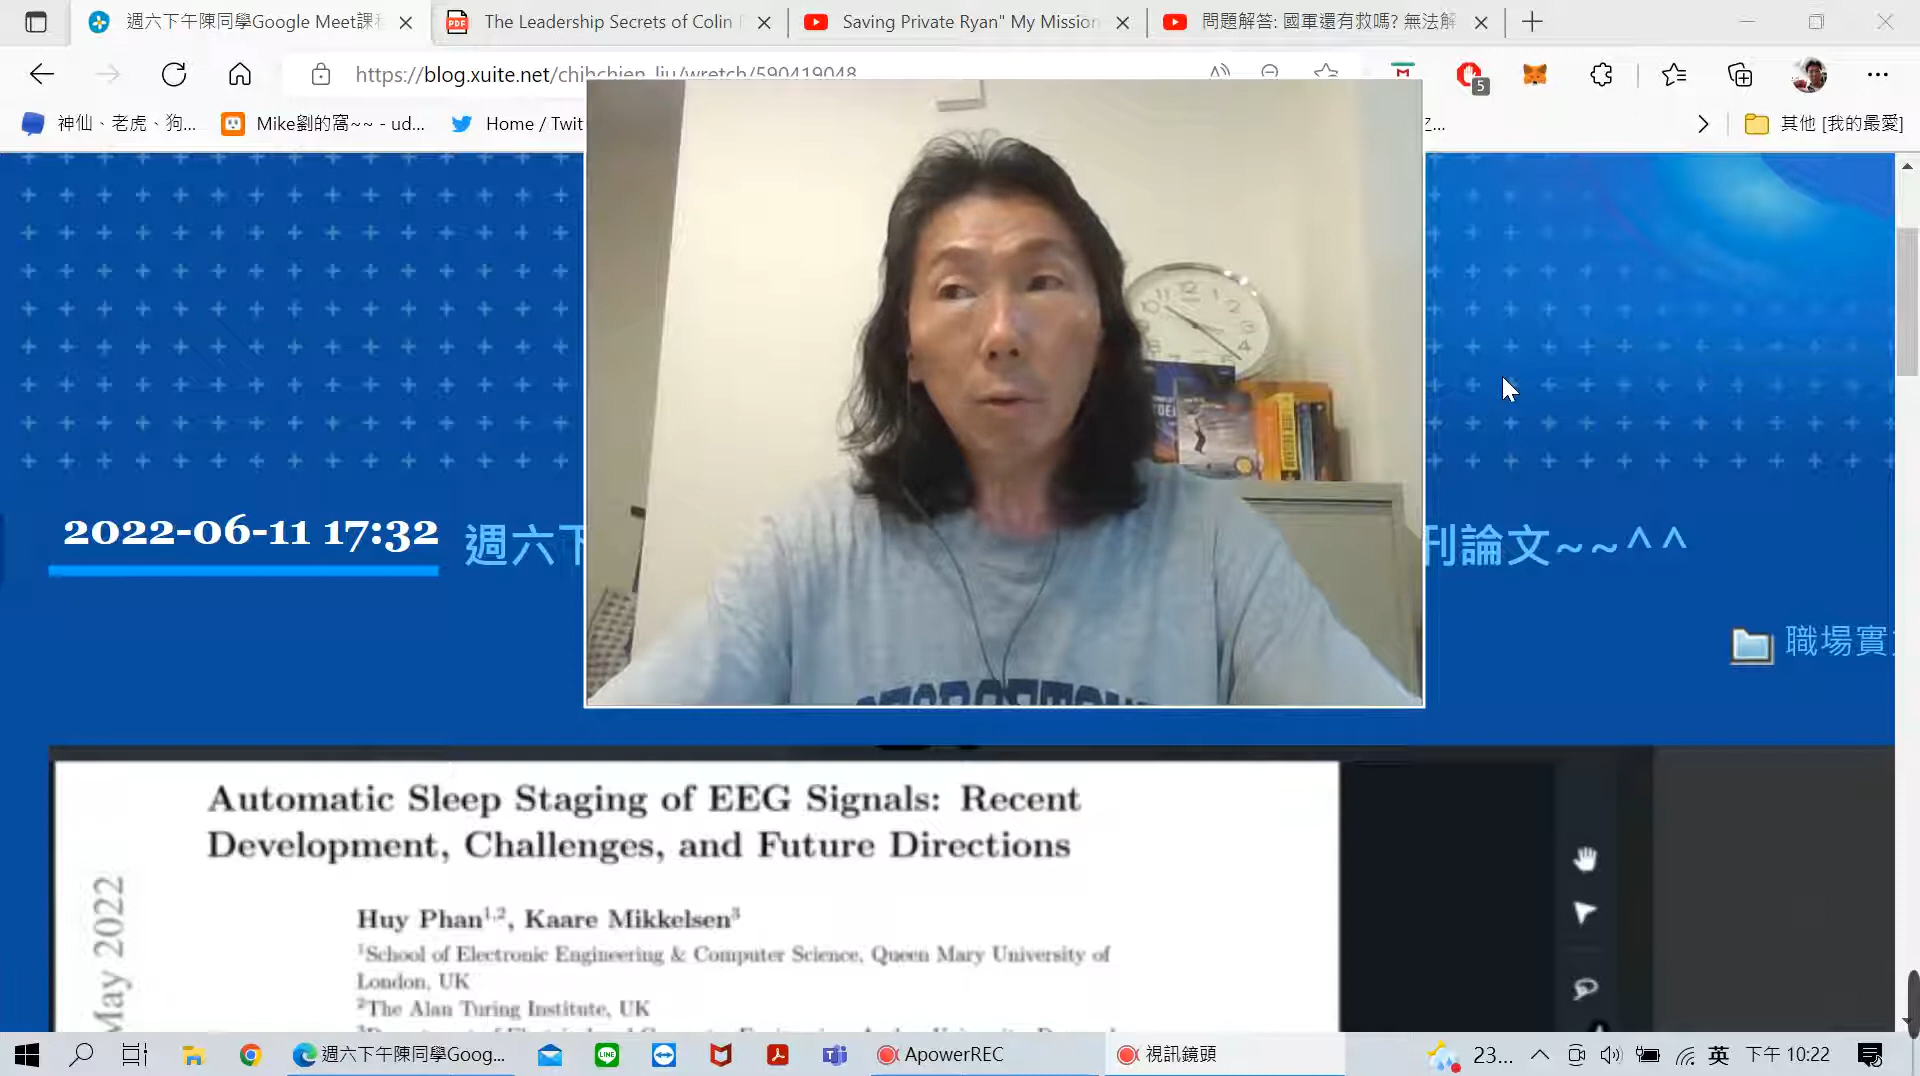 週六下午陳同學Google Meet課
The Leadership Secrets of Colin
Saving Private Ryan" My Mission
問題解答: 國軍還有救嗎? 無法解
https://blog.xuite.net/chihchien_liu/wretch/590419048
5
神仙、老虎、狗...
Mike劉的窩~~ - ud...
Home / Twit
其他 [我的最愛]
2022-06-11 17:32
週六下
刊論文~~^^
職場實
Automatic Sleep Staging of EEG Signals: Recent
Development, Challenges, and Future Directions
Huy Phan1,2, Kaare Mikkelsen3
1School of Electronic Engineering & Computer Science, Queen Mary University of
London, UK
2The Alan Turing Institute, UK
May 2022
週六下午陳同學Goog...
ApowerREC
視訊鏡頭
23...
英
下午 10:22